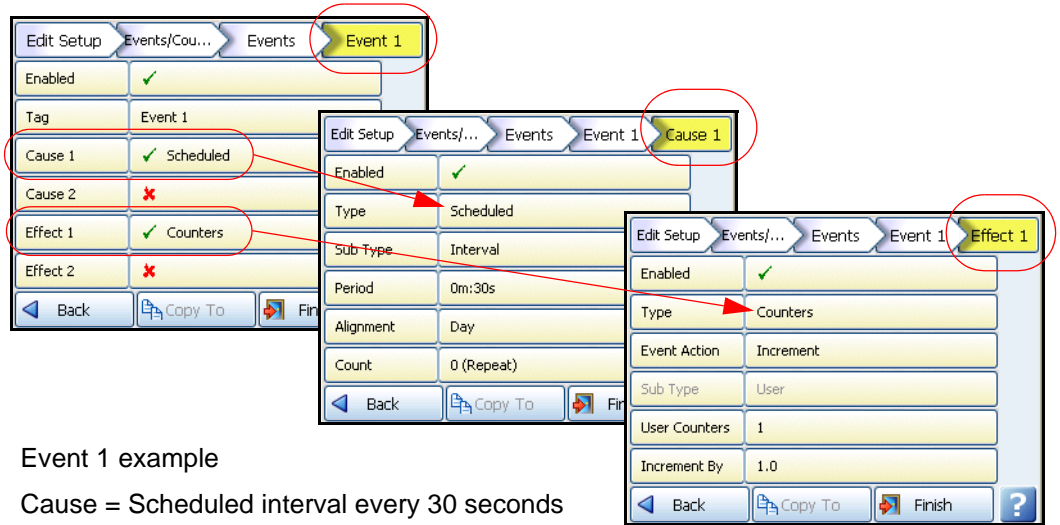 Edit Setup Events/Cou... Events Event 1
Enabled
Tag Event 1
Cause 1 Scheduled
Cause 2
Effect 1 Counters
Effect 2
Back Copy To Fin
Edit Setup Events/... Events Event 1 Cause 1
Enabled
Type Scheduled
Sub Type Interval
Period 0m:30s
Alignment Day
Count 0 (Repeat)
Back Copy To Fin
Edit Setup Events/... Events Event 1 Effect 1
Enabled
Type Counters
Event Action Increment
Sub Type User
User Counters 1
Increment By 1.0
Back Copy To Finish ?
Event 1 example
Cause = Scheduled interval every 30 seconds